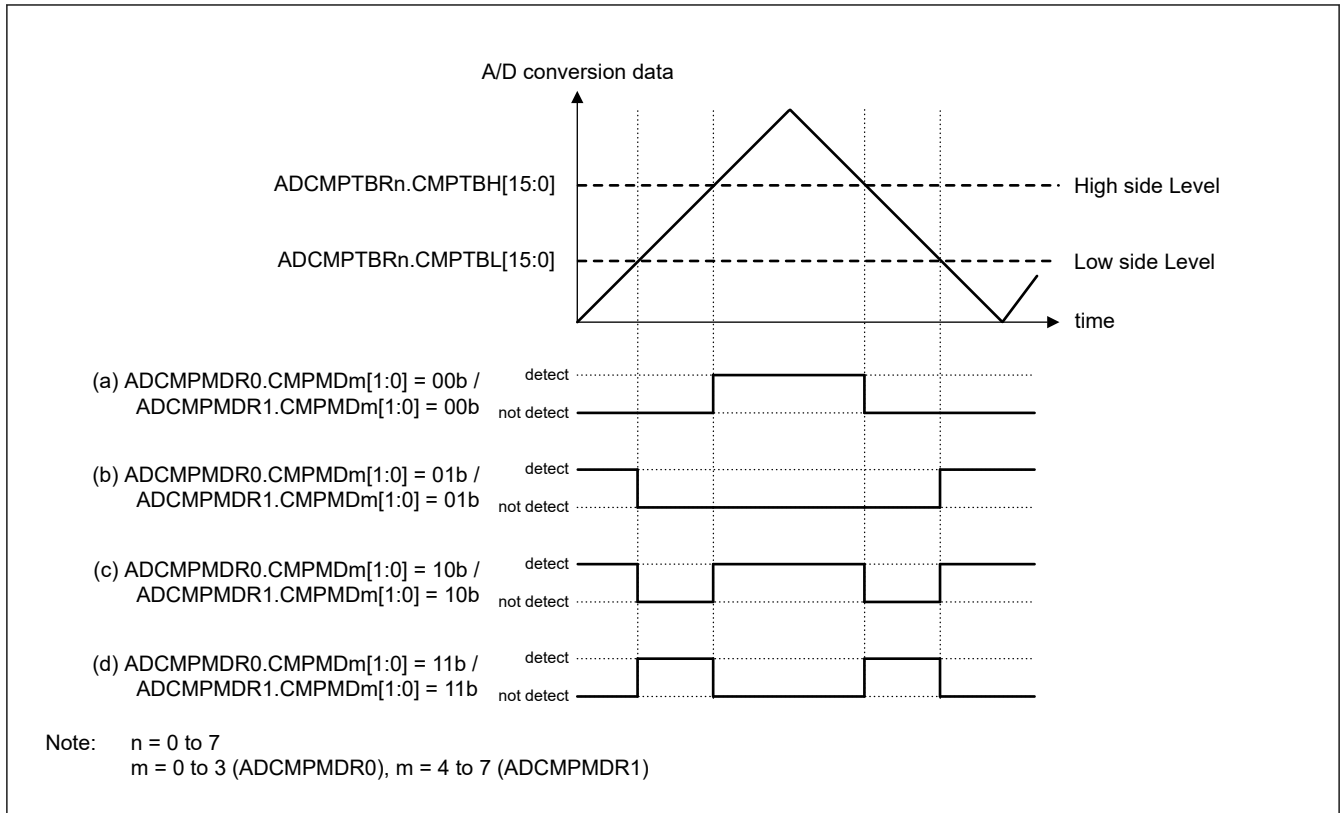 A/D conversion data
ADCMPTBRn.CMPTBH[15:0]
High side Level
ADCMPTBRn.CMPTBL[15:0]
Low side Level
time
(a) ADCMPMDR0.CMPMDm[1:0] = 00b /
ADCMPMDR1.CMPMDm[1:0] = 00b
detect
not detect
(b) ADCMPMDR0.CMPMDm[1:0] = 01b /
ADCMPMDR1.CMPMDm[1:0] = 01b
detect
not detect
(c) ADCMPMDR0.CMPMDm[1:0] = 10b /
ADCMPMDR1.CMPMDm[1:0] = 10b
detect
not detect
(d) ADCMPMDR0.CMPMDm[1:0] = 11b /
ADCMPMDR1.CMPMDm[1:0] = 11b
detect
not detect
Note: n = 0 to 7
m = 0 to 3 (ADCMPMDR0), m = 4 to 7 (ADCMPMDR1)